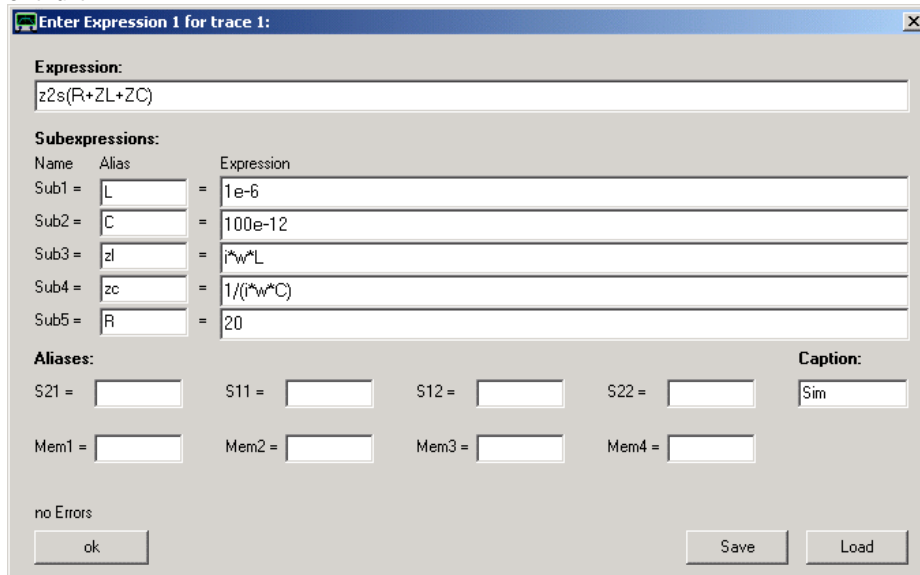 Enter Expression 1 for trace 1:
Expression:
z2s(R+ZL+ZC)
Subexpressions:
Name Alias Expression
Sub1 = L = 1e-6
Sub2 = C = 100e-12
Sub3 = zl = i*w*L
Sub4 = zc = 1/(i*w*C)
Sub5 = R = 20
Aliases: Caption:
S21 = S11 = S12 = S22 = Sim
Mem1 = Mem2 = Mem3 = Mem4 =
no Errors
ok Save Load